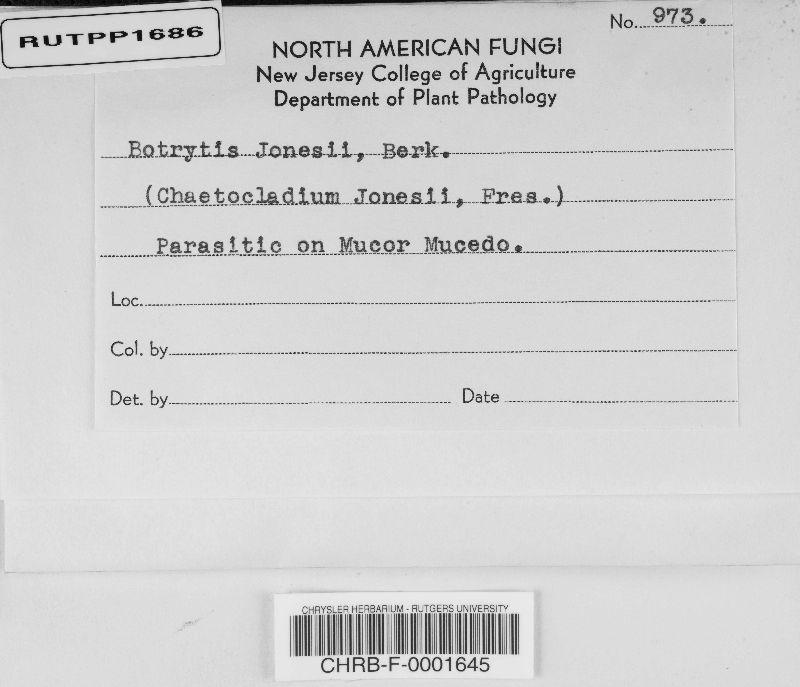 RUTPP1686
No. 973.
NORTH AMERICAN FUNGI
New Jersey College of Agriculture
Department of Plant Pathology
Botrytis Jonesii, Berk.
(Chaetocladium Jonesii, Fres.)
Parasitic on Mucor Mucedo.
Loc.
Col. by
Det. by Date
CHRYSLER HERBARIUM - RUTGERS UNIVERSITY
CHRB-F-0001645